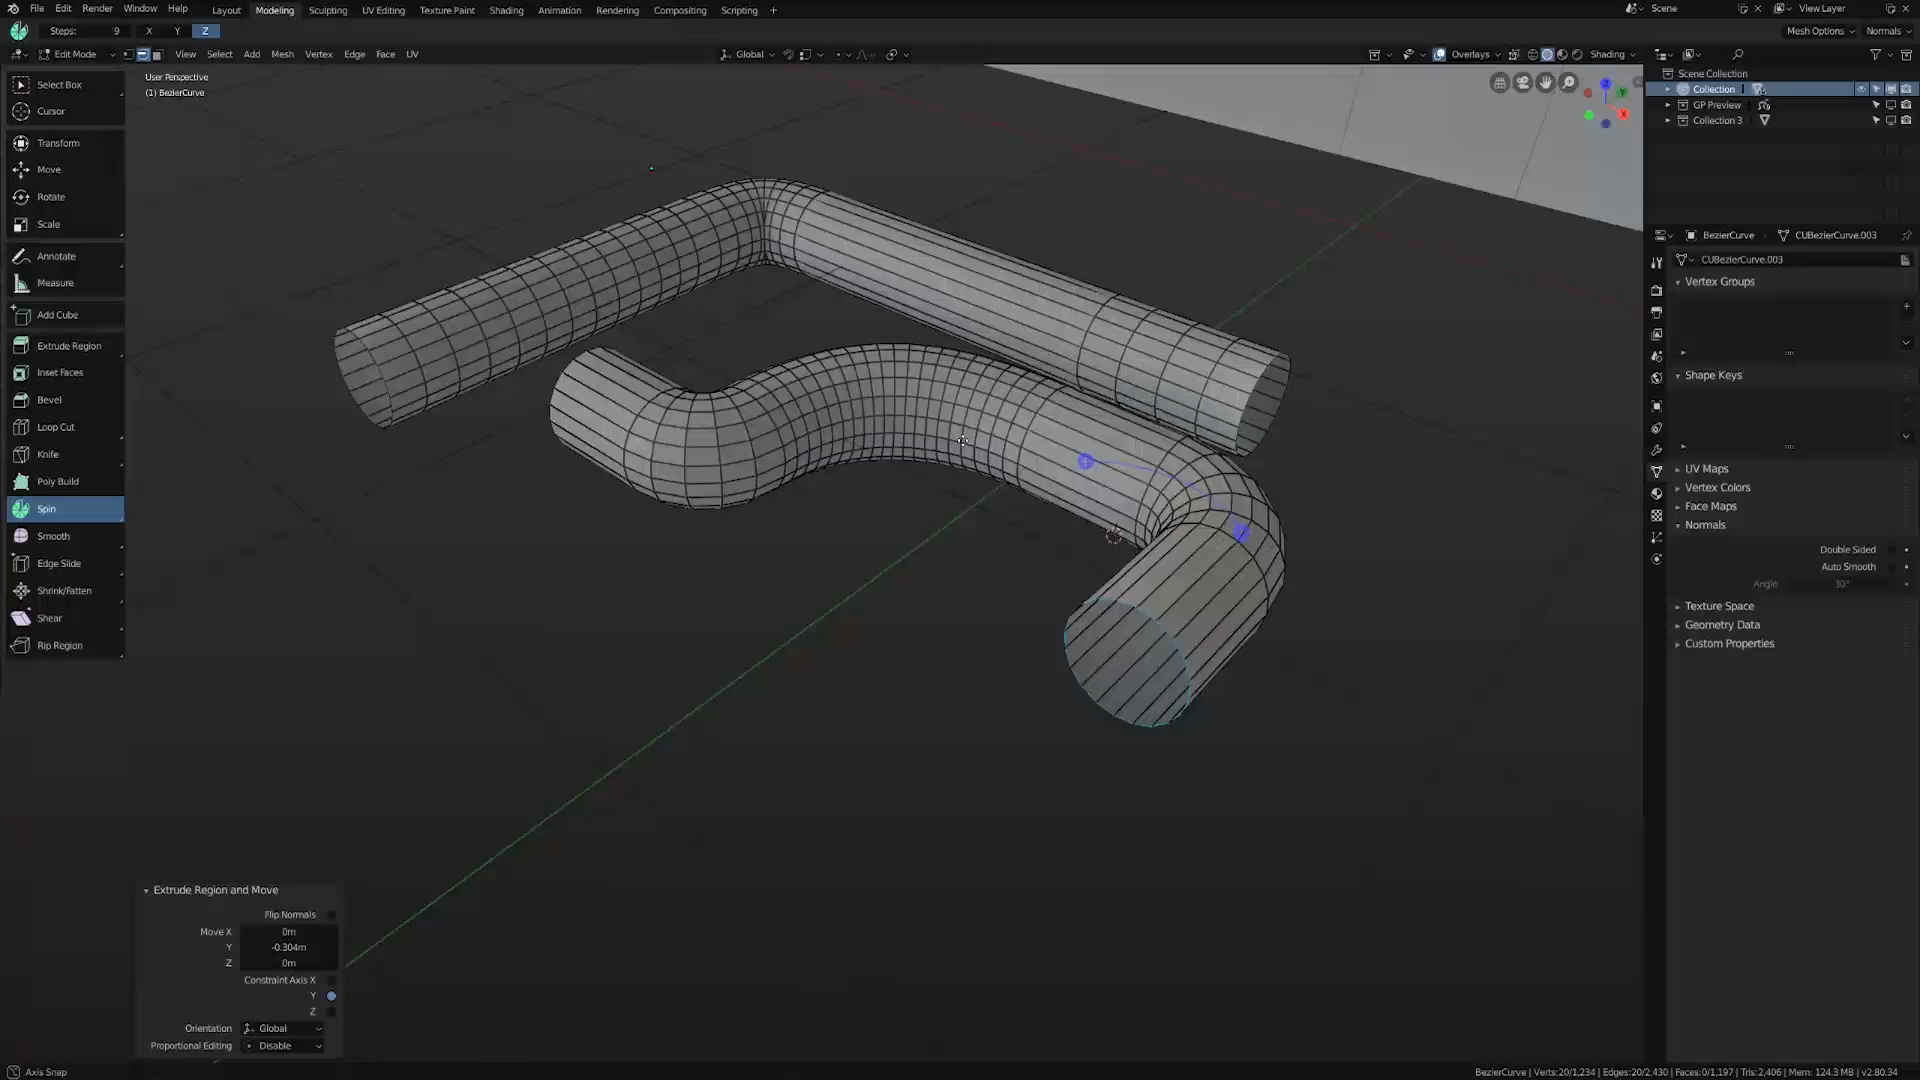 File Edit Render Window Help Layout Modeling Sculpting UV Editing Texture Paint Shading Animation Rendering Compositing Scripting + Scene View Layer
Steps: 9 X Y Z Mesh Options Normals
Edit Mode View Select Add Mesh Vertex Edge Face UV Global Overlays Shading
User Perspective
(1) BezierCurve
Select Box
Cursor
Transform
Move
Rotate
Scale
Annotate
Measure
Add Cube
Extrude Region
Inset Faces
Bevel
Loop Cut
Knife
Poly Build
Spin
Smooth
Edge Slide
Shrink/Fatten
Shear
Rip Region
Extrude Region and Move
Flip Normals
Move X 0m
Y -0.304m
Z 0m
Constraint Axis X
Y
Z
Orientation Global
Proportional Editing Disable
Scene Collection
Collection
GP Preview
Collection 3
BezierCurve CUBezierCurve.003
CUBezierCurve.003
Vertex Groups
Shape Keys
UV Maps
Vertex Colors
Face Maps
Normals
Double Sided
Auto Smooth
Angle 30°
Texture Space
Geometry Data
Custom Properties
Axis Snap
BezierCurve | Verts:20/1,234 | Edges:20/2,430 | Faces:0/1,197 | Tris:2,406 | Mem: 124.3 MB | v2.80.34